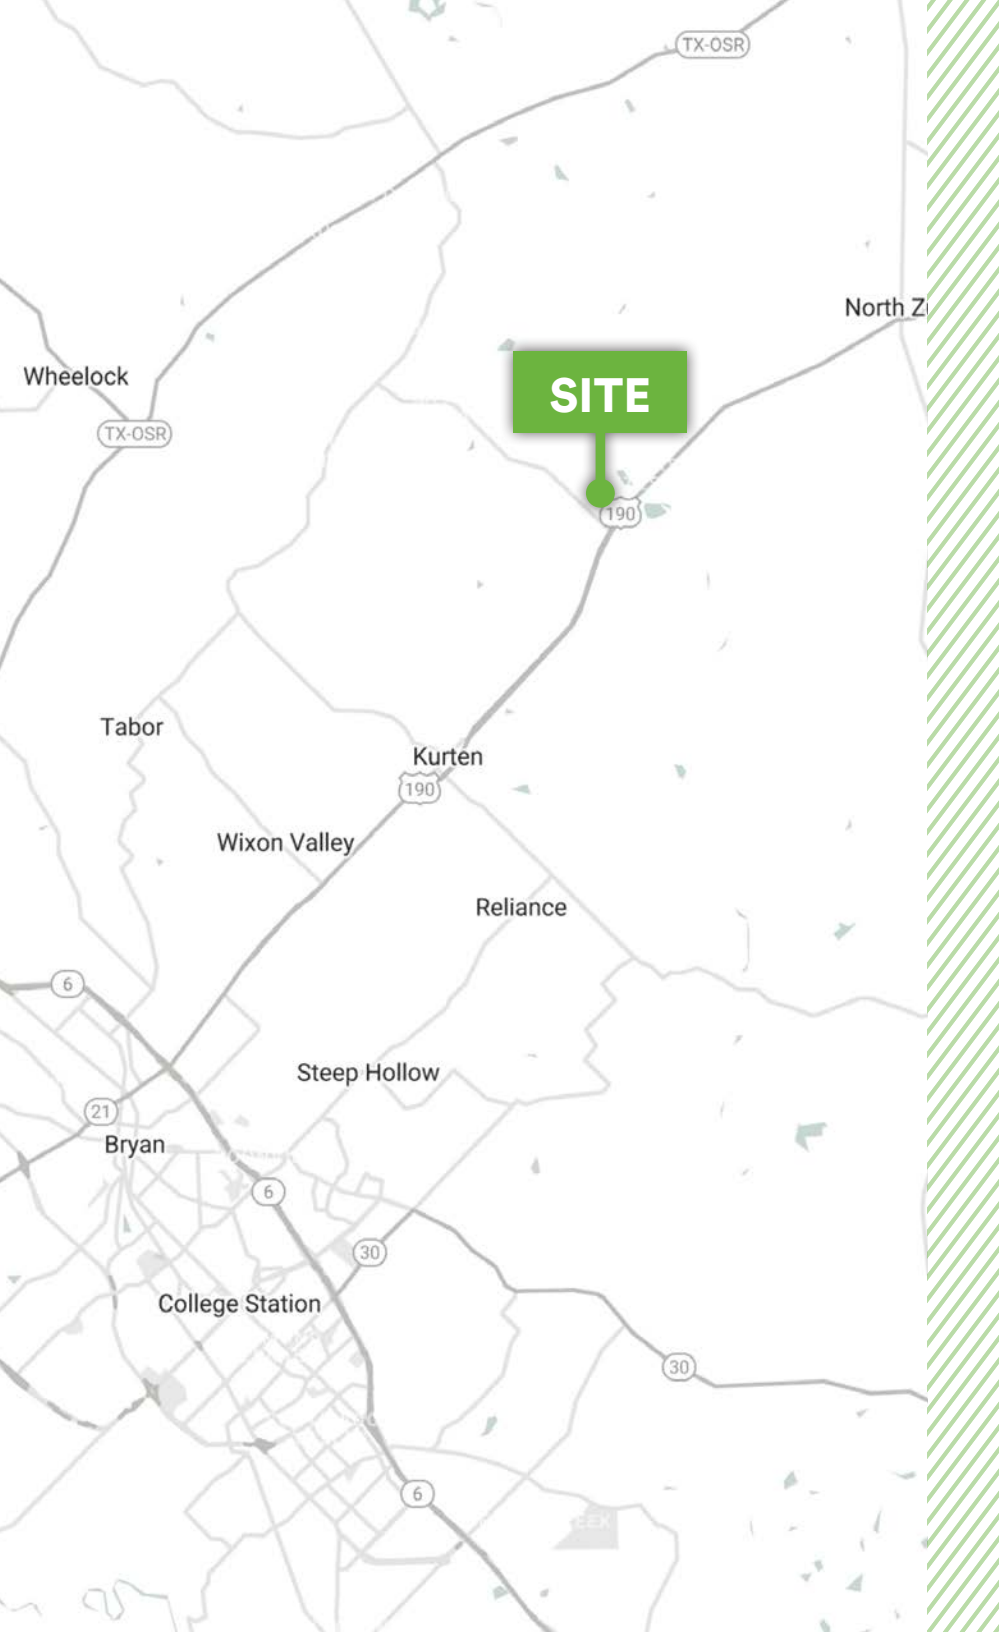 TX-OSR
North Z
Wheelock
SITE
TX-OSR
190
Tabor
Kurten
190
Wixon Valley
Reliance
6
Steep Hollow
21
Bryan
6
30
College Station
30
6
EEK